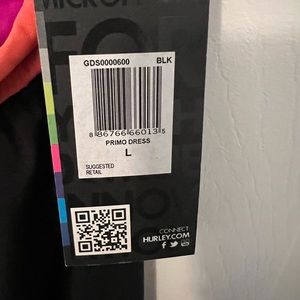 GDS0000600 BLK
8 86766 66013 5
PRIMO DRESS
L
SUGGESTED
RETAIL
CONNECT
HURLEY.COM